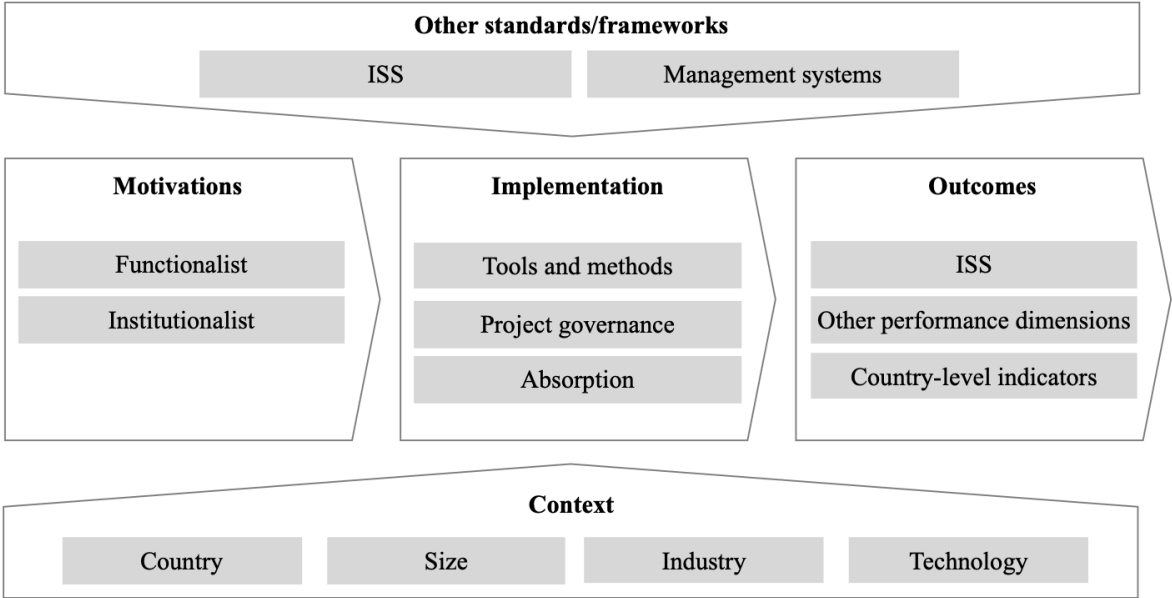 Other standards/frameworks
ISS
Management systems
Motivations
Functionalist
Institutionalist
Implementation
Tools and methods
Project governance
Absorption
Outcomes
ISS
Other performance dimensions
Country-level indicators
Context
Country
Size
Industry
Technology